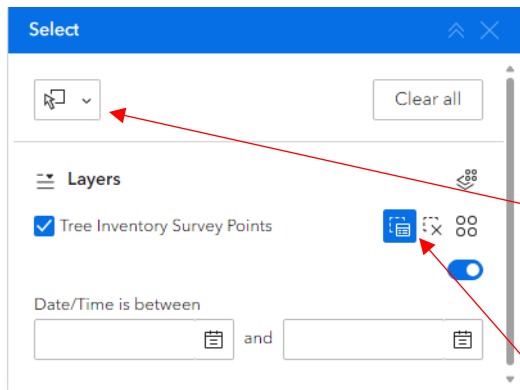 Select
Clear all
Layers
Tree Inventory Survey Points
Date/Time is between
and